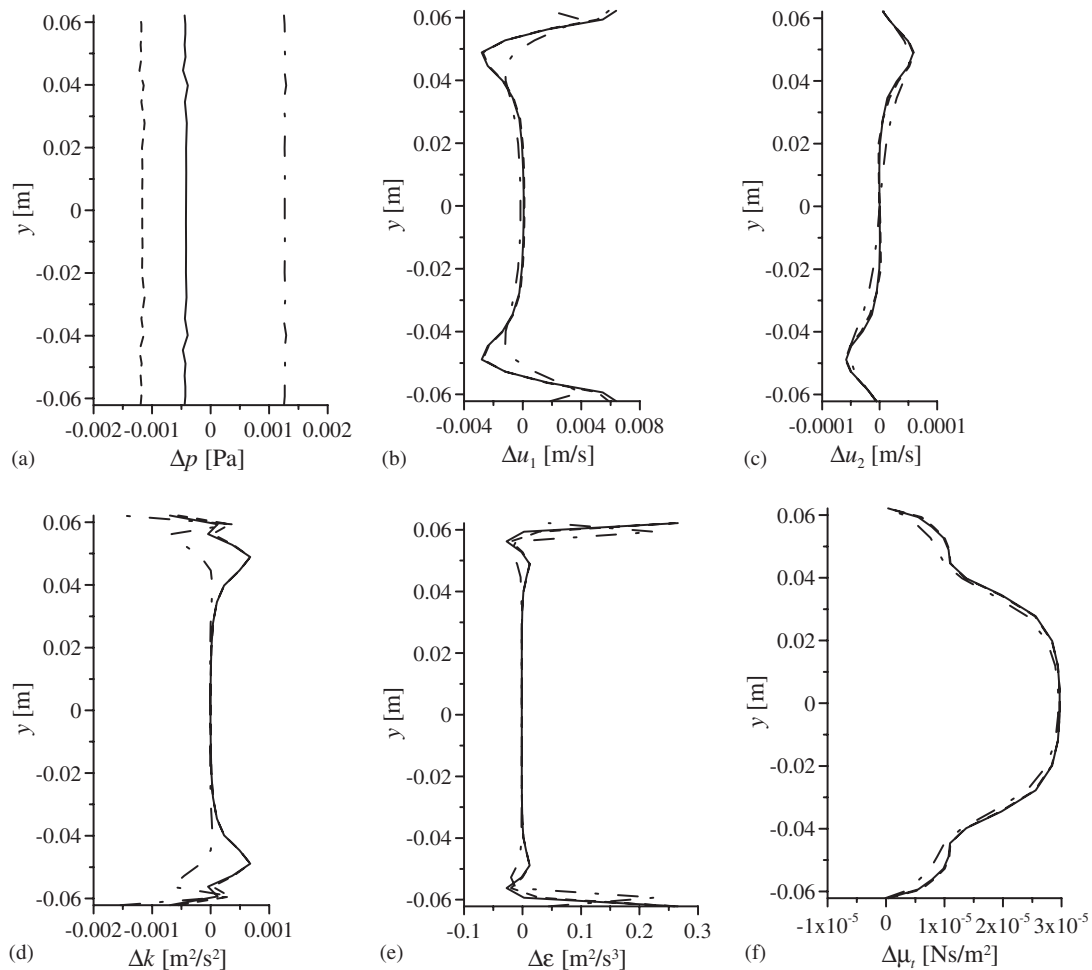 0.06
0.04
0.02
0
-0.02
-0.04
-0.06
y [m]
-0.002 -0.001 0 0.001 0.002
(a) Δp [Pa]
0.06
0.04
0.02
0
-0.02
-0.04
-0.06
y [m]
-0.004 0 0.004 0.008
(b) Δu₁ [m/s]
0.06
0.04
0.02
0
-0.02
-0.04
-0.06
y [m]
-0.0001 0 0.0001
(c) Δu₂ [m/s]
0.06
0.04
0.02
0
-0.02
-0.04
-0.06
y [m]
-0.002 -0.001 0 0.001
(d) Δk [m²/s²]
0.06
0.04
0.02
0
-0.02
-0.04
-0.06
y [m]
-0.1 0 0.1 0.2 0.3
(e) Δε [m²/s³]
0.06
0.04
0.02
0
-0.02
-0.04
-0.06
y [m]
-1x10⁻⁵ 0 1x10⁻⁵ 2x10⁻⁵ 3x10⁻⁵
(f) Δμₜ [Ns/m²]